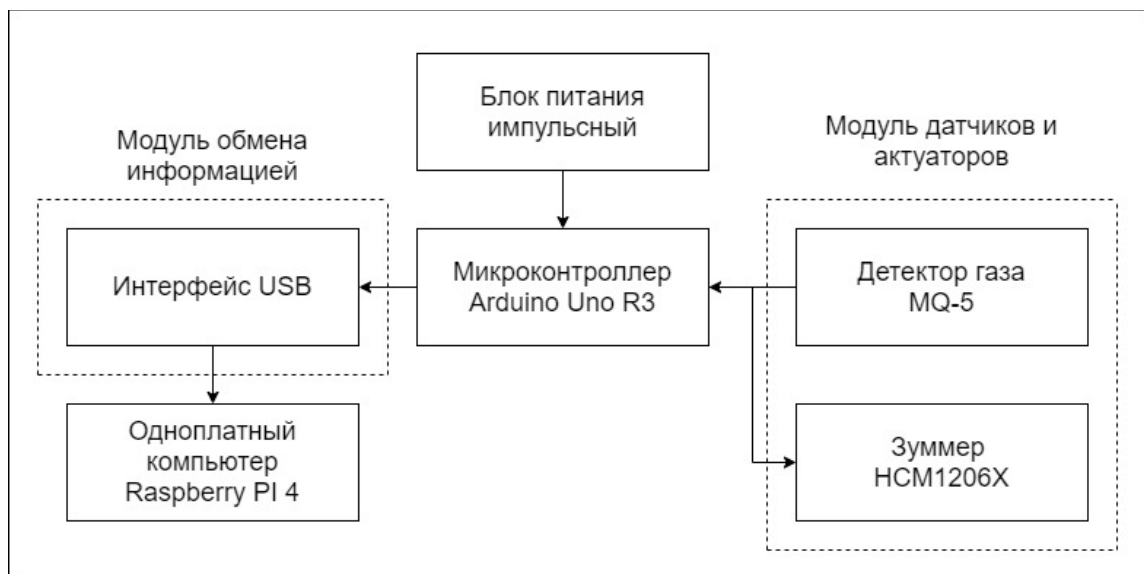 Блок питания
импульсный
Модуль обмена
информацией
Модуль датчиков и
актуаторов
Интерфейс USB
Микроконтроллер
Arduino Uno R3
Детектор газа
MQ-5
Одноплатный
компьютер
Raspberry PI 4
Зуммер
HCM1206X